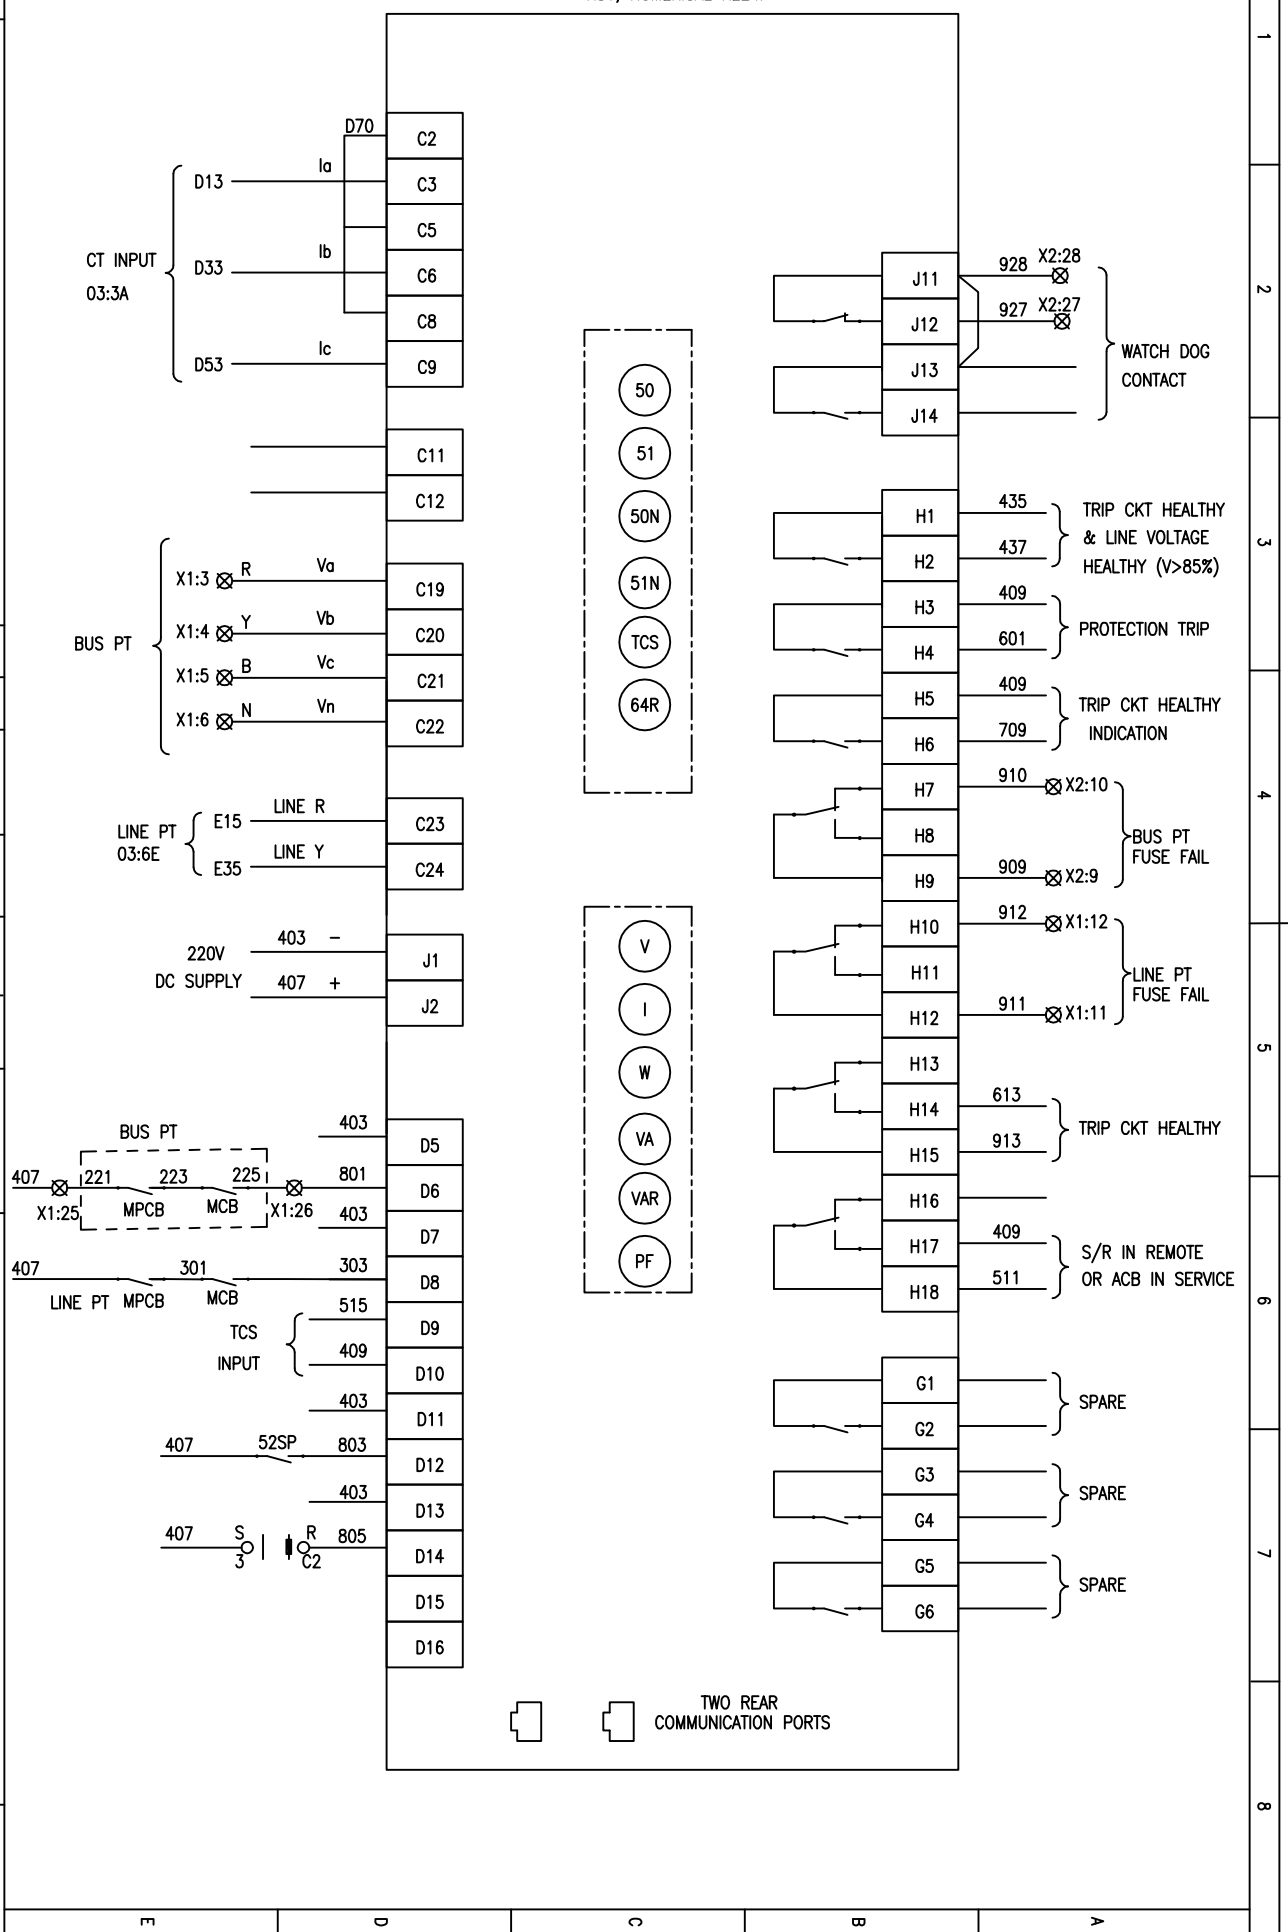 1
2
3
4
5
6
7
8
E
D
C
B
A
CT INPUT
03:3A
D13
Ia
D33
Ib
D53
Ic
D70
C2
C3
C5
C6
C8
C9
C11
C12
BUS PT
X1:3
R
Va
C19
X1:4
Y
Vb
C20
X1:5
B
Vc
C21
X1:6
N
Vn
C22
LINE PT
03:6E
E15
LINE R
C23
E35
LINE Y
C24
220V
DC SUPPLY
403 -
J1
407 +
J2
BUS PT
403
D5
407
X1:25
221
MPCB
223
MCB
225
X1:26
801
D6
403
D7
407
LINE PT
MPCB
301
MCB
303
D8
TCS
INPUT
515
D9
409
D10
403
D11
407
52SP
803
D12
403
D13
407
S
3
R
C2
805
D14
D15
D16
50
51
50N
51N
TCS
64R
V
I
W
VA
VAR
PF
TWO REAR
COMMUNICATION PORTS
J11
928
X2:28
J12
927
X2:27
J13
J14
WATCH DOG
CONTACT
H1
435
H2
437
TRIP CKT HEALTHY
& LINE VOLTAGE
HEALTHY (V>85%)
H3
409
H4
601
PROTECTION TRIP
H5
409
H6
709
TRIP CKT HEALTHY
INDICATION
H7
910
X2:10
H8
H9
909
X2:9
BUS PT
FUSE FAIL
H10
912
X1:12
H11
H12
911
X1:11
LINE PT
FUSE FAIL
H13
H14
613
H15
913
TRIP CKT HEALTHY
H16
H17
409
H18
511
S/R IN REMOTE
OR ACB IN SERVICE
G1
G2
SPARE
G3
G4
SPARE
G5
G6
SPARE